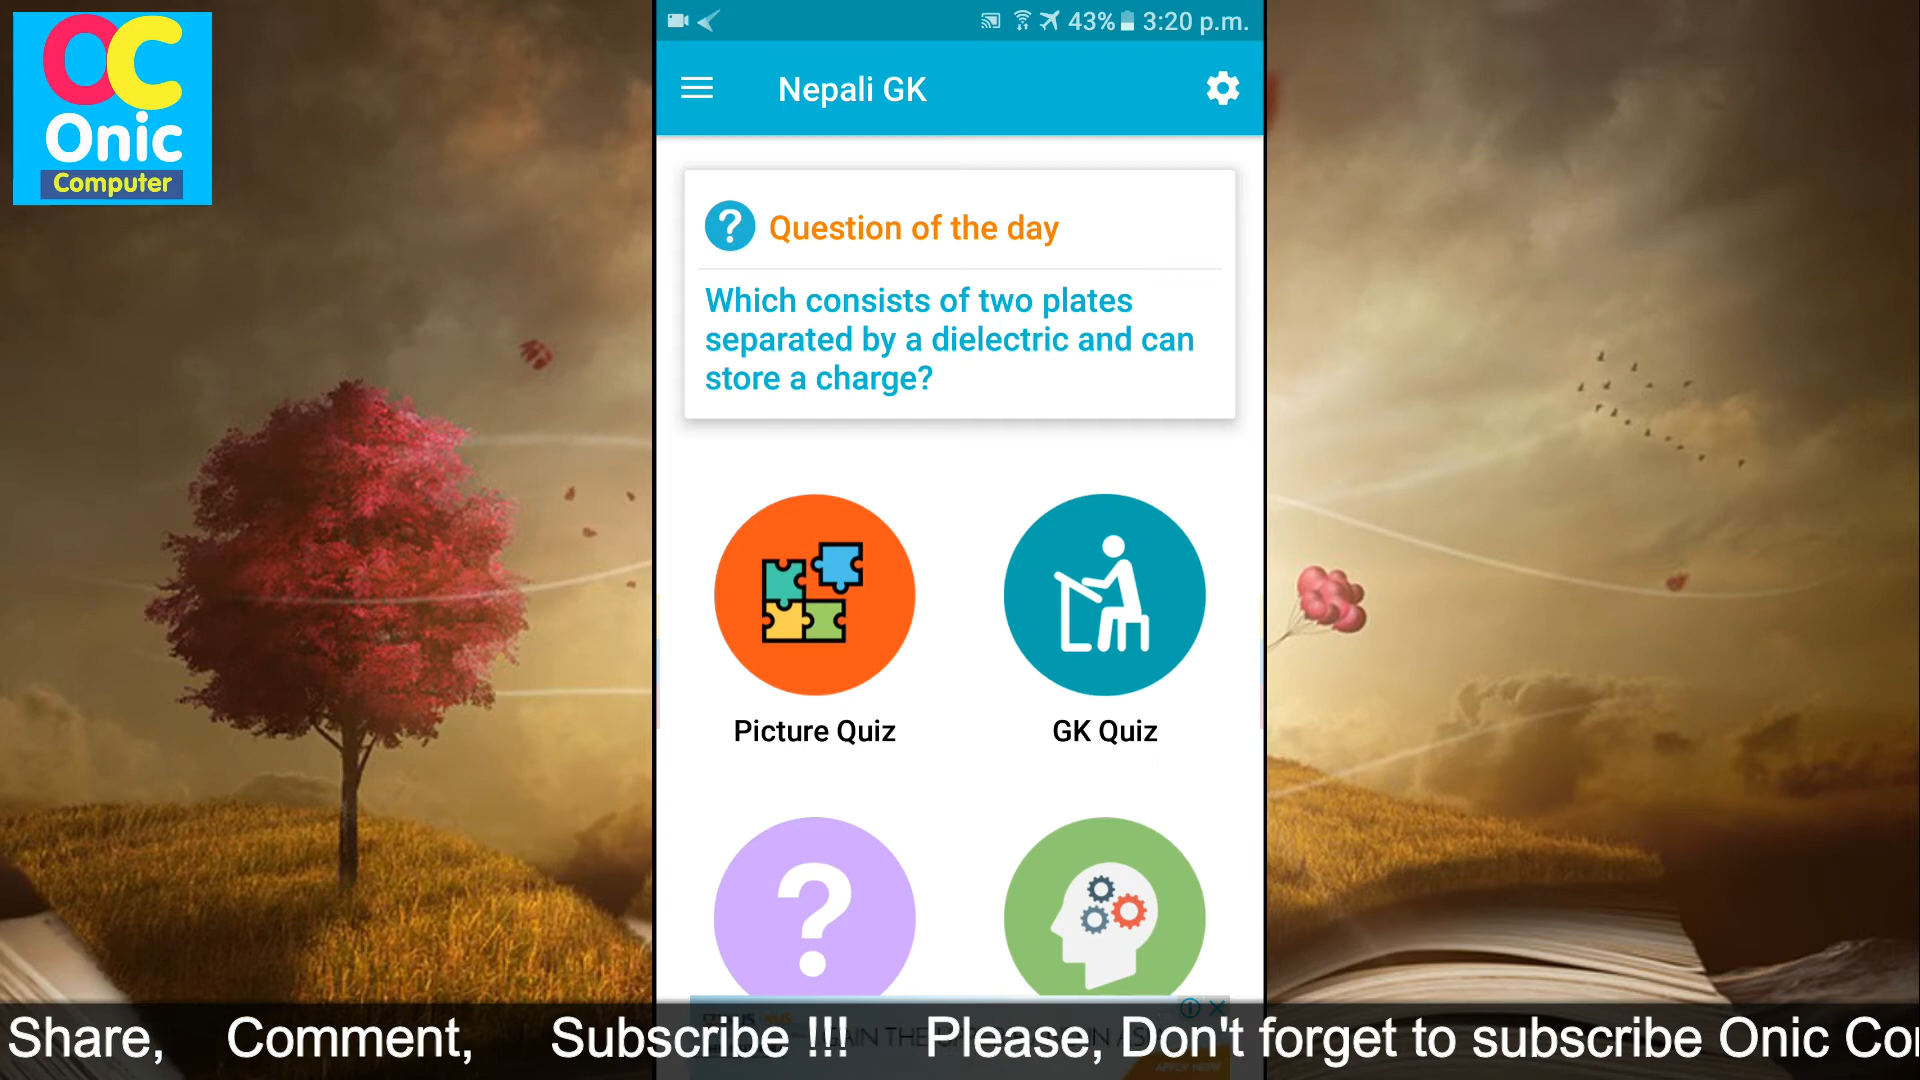 OC
Onic
Computer
43% 3:20 p.m.
Nepali GK
Question of the day
Which consists of two plates
separated by a dielectric and can
store a charge?
Picture Quiz
GK Quiz
Share, Comment, Subscribe !!! Please, Don't forget to subscribe Onic Co
APPLY NOW